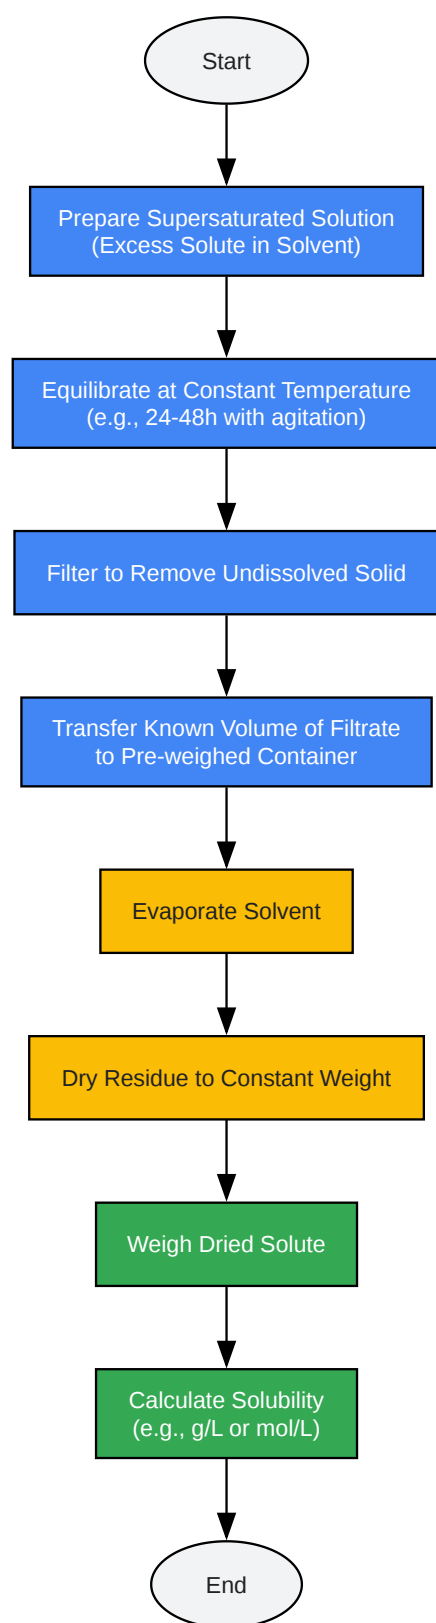 Start
Prepare Supersaturated Solution
(Excess Solute in Solvent)
Equilibrate at Constant Temperature
(e.g., 24-48h with agitation)
Filter to Remove Undissolved Solid
Transfer Known Volume of Filtrate
to Pre-weighed Container
Evaporate Solvent
Dry Residue to Constant Weight
Weigh Dried Solute
Calculate Solubility
(e.g., g/L or mol/L)
End